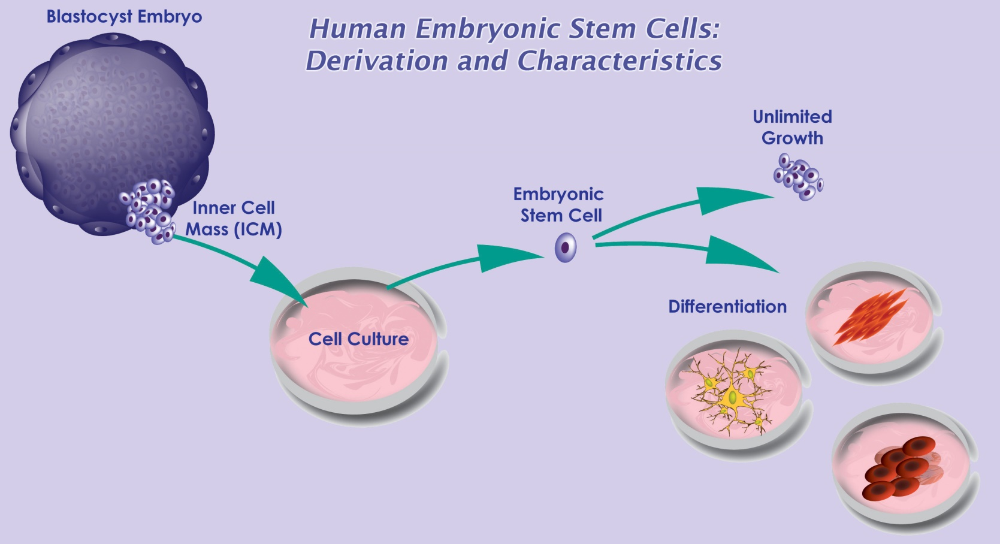 Blastocyst Embryo
Human Embryonic Stem Cells:
Derivation and Characteristics
Unlimited
Growth
Inner Cell
Mass (ICM)
Embryonic
Stem Cell
Differentiation
Cell Culture